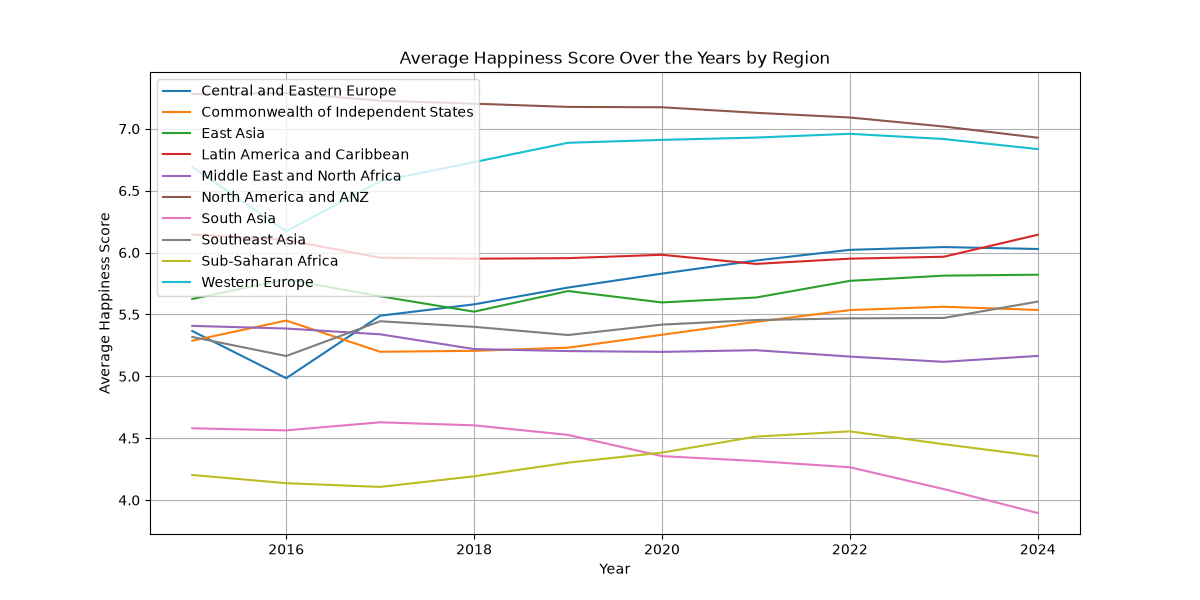 Average Happiness Score Over the Years by Region
Central and Eastern Europe
Commonwealth of Independent States
East Asia
Latin America and Caribbean
Middle East and North Africa
North America and ANZ
South Asia
Southeast Asia
Sub-Saharan Africa
Western Europe
Average Happiness Score
7.0
6.5
6.0
5.5
5.0
4.5
4.0
2016 2018 2020 2022 2024
Year